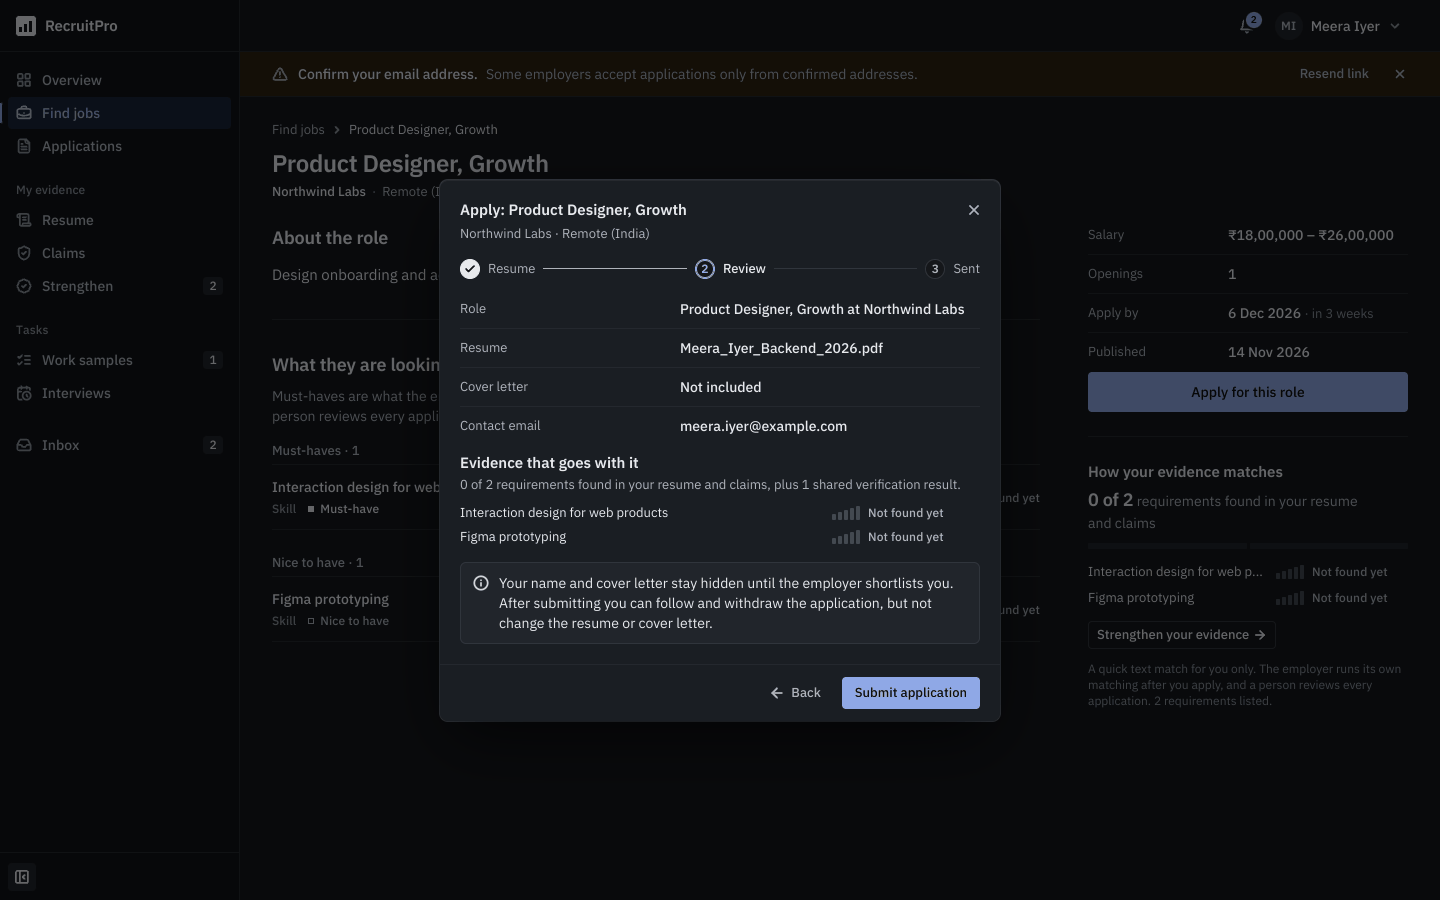 RecruitPro
2
MI
Meera Iyer
Confirm your email address. Some employers accept applications only from confirmed addresses.
Resend link
Overview
Find jobs
Applications
My evidence
Resume
Claims
Strengthen 2
Tasks
Work samples 1
Interviews
Inbox 2
Find jobs > Product Designer, Growth
Product Designer, Growth
Northwind Labs · Remote (I
About the role
Design onboarding and a
What they are lookin
Must-haves are what the e
person reviews every appli
Must-haves · 1
Interaction design for web
und yet
Skill Must-have
Nice to have · 1
Figma prototyping
und yet
Skill Nice to have
Apply: Product Designer, Growth
Northwind Labs · Remote (India)
Resume
2 Review
3 Sent
Role Product Designer, Growth at Northwind Labs
Resume Meera_Iyer_Backend_2026.pdf
Cover letter Not included
Contact email meera.iyer@example.com
Evidence that goes with it
0 of 2 requirements found in your resume and claims, plus 1 shared verification result.
Interaction design for web products Not found yet
Figma prototyping Not found yet
Your name and cover letter stay hidden until the employer shortlists you.
After submitting you can follow and withdraw the application, but not
change the resume or cover letter.
Back
Submit application
Salary ₹18,00,000 – ₹26,00,000
Openings 1
Apply by 6 Dec 2026 · in 3 weeks
Published 14 Nov 2026
Apply for this role
How your evidence matches
0 of 2 requirements found in your resume
and claims
Interaction design for web p... Not found yet
Figma prototyping Not found yet
Strengthen your evidence →
A quick text match for you only. The employer runs its own
matching after you apply, and a person reviews every
application. 2 requirements listed.